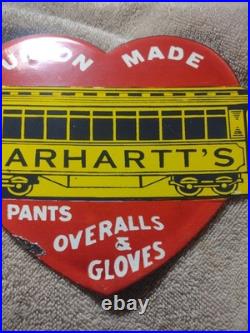 UNION MADE
ARHARTT'S
PANTS
OVERALLS
&
GLOVES